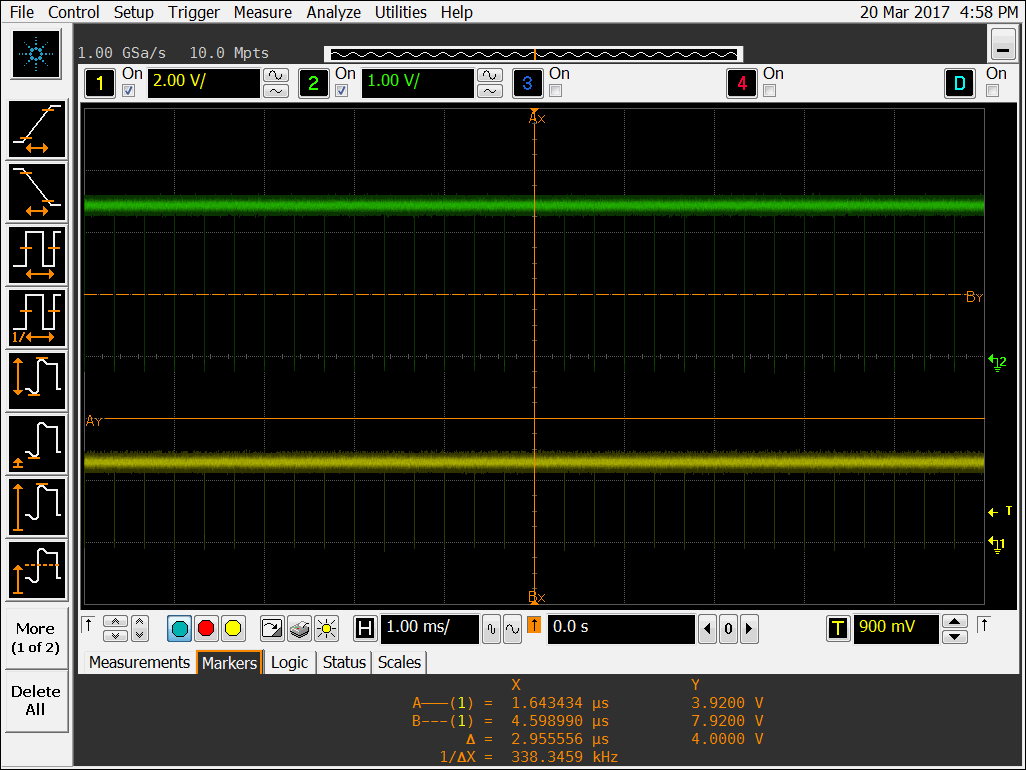 File Control Setup Trigger Measure Analyze Utilities Help 20 Mar 2017 4:58 PM
1.00 GSa/s 10.0 Mpts
1 On 2.00 V/ 2 On 1.00 V/ 3 On 4 On D On
Ax
BY
2
AY
T
1
1/
Bx
H 1.00 ms/ 0.0 s 0 T 900 mV
More
(1 of 2)
Delete
All
Measurements Markers Logic Status Scales
X Y
A———(1) = 1.643434 µs 3.9200 V
B---(1) = 4.598990 µs 7.9200 V
Δ = 2.955556 µs 4.0000 V
1/ΔX = 338.3459 kHz